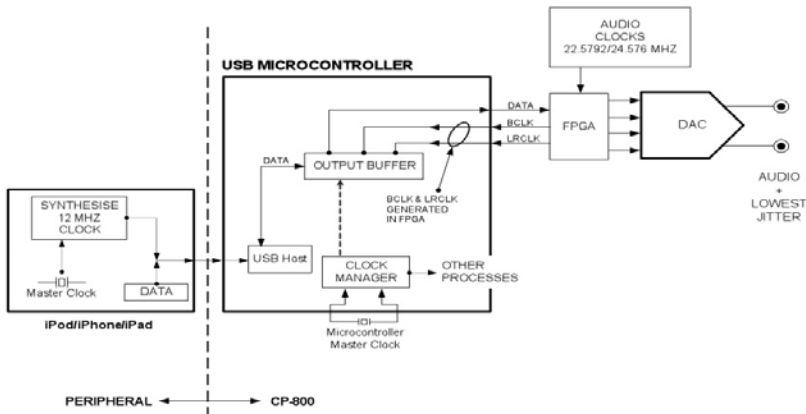 AUDIO
CLOCKS
22.5792/24.576 MHZ
USB MICROCONTROLLER
DATA
BCLK
LRCLK
FPGA
DAC
DATA
OUTPUT BUFFER
BCLK & LRCLK
GENERATED
IN FPGA
AUDIO
+
LOWEST
JITTER
SYNTHESISE
12 MHZ
CLOCK
Master Clock
DATA
iPod/iPhone/iPad
USB Host
CLOCK
MANAGER
OTHER
PROCESSES
Microcontroller
Master Clock
PERIPHERAL
CP-800